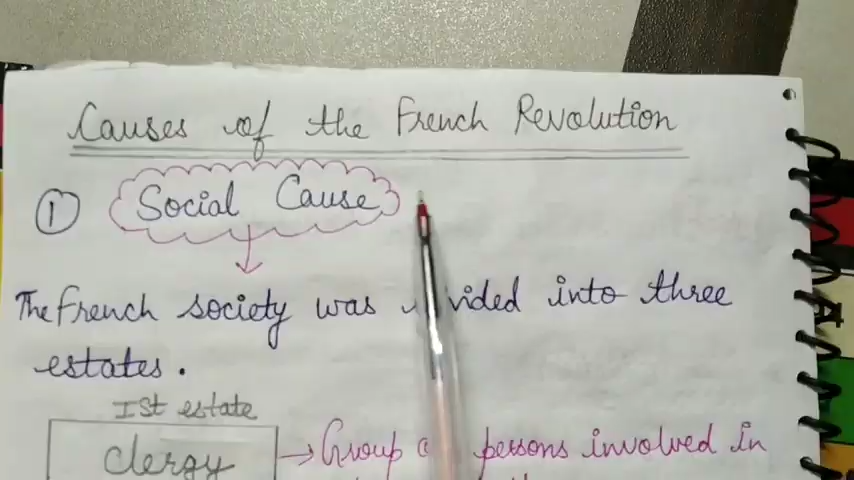 Causes of the French Revolution
① Social Cause
The French society was divided into three
estates.
Ist estate
Clergy → Group persons involved in